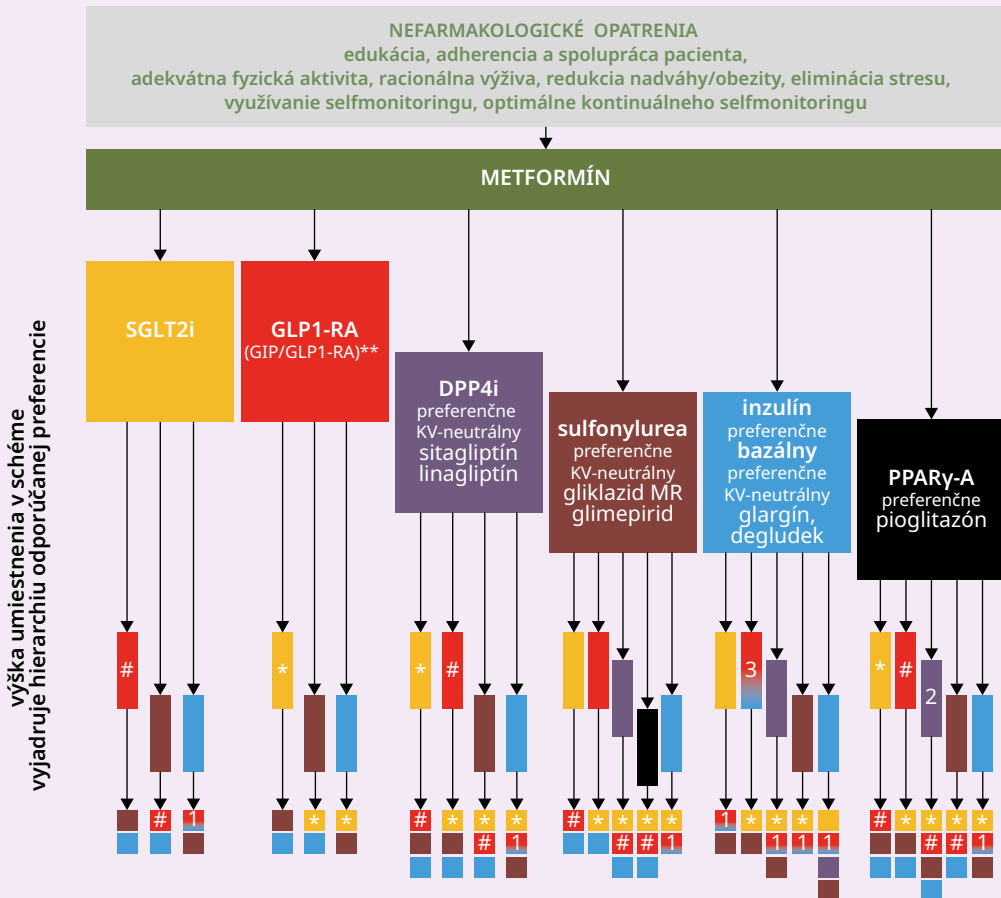 NEFARMAKOLOGICKÉ OPATRENIA
edukácia, adherencia a spolupráca pacienta,
adekvátna fyzická aktivita, racionálna výživa, redukcia nadváhy/obezity, eliminácia stresu,
využívanie selfmonitoringu, optimálne kontinuálneho selfmonitoringu
METFORMÍN
výška umiestnenia v schéme
vyjadruje hierarchiu odporúčanej preferencie
SGLT2i
GLP1-RA
(GIP/GLP1-RA)**
DPP4i
preferenčne
KV-neutrálny
sitagliptín
linagliptín
sulfonylurea
preferenčne
KV-neutrálny
gliklazid MR
glimepirid
inzulín
preferenčne
bazálny
preferenčne
KV-neutrálny
glargín,
degludek
PPARγ-A
preferenčne
pioglitazón
# * * # 3 * # 2
# 1 * * # * * * # * * * * 1 * * * # * * * *
# 1 # # 1 1 1 1 # # 1